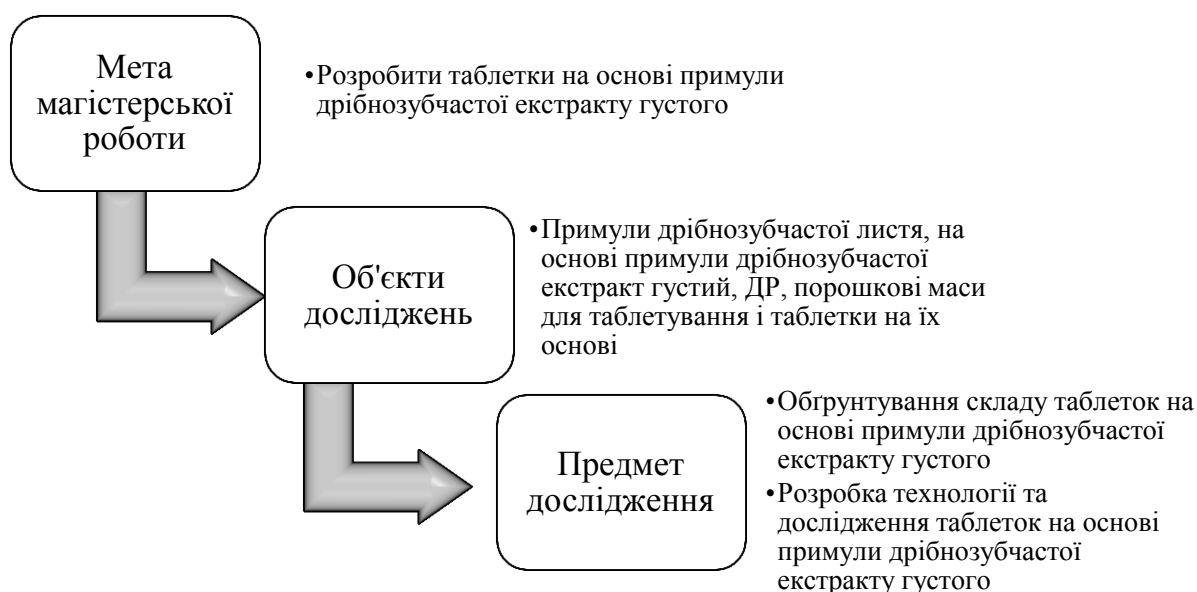 Мета
магістерської
роботи
•Розробити таблетки на основі примули
дрібнозубчастої екстракту густого
Об'єкти
досліджень
•Примули дрібнозубчастої листя, на
основі примули дрібнозубчастої
екстракт густий, ДР, порошкові маси
для таблетування і таблетки на їх
основі
Предмет
дослідження
•Обґрунтування складу таблеток на
основі примули дрібнозубчастої
екстракту густого
•Розробка технології та
дослідження таблеток на основі
примули дрібнозубчастої
екстракту густого